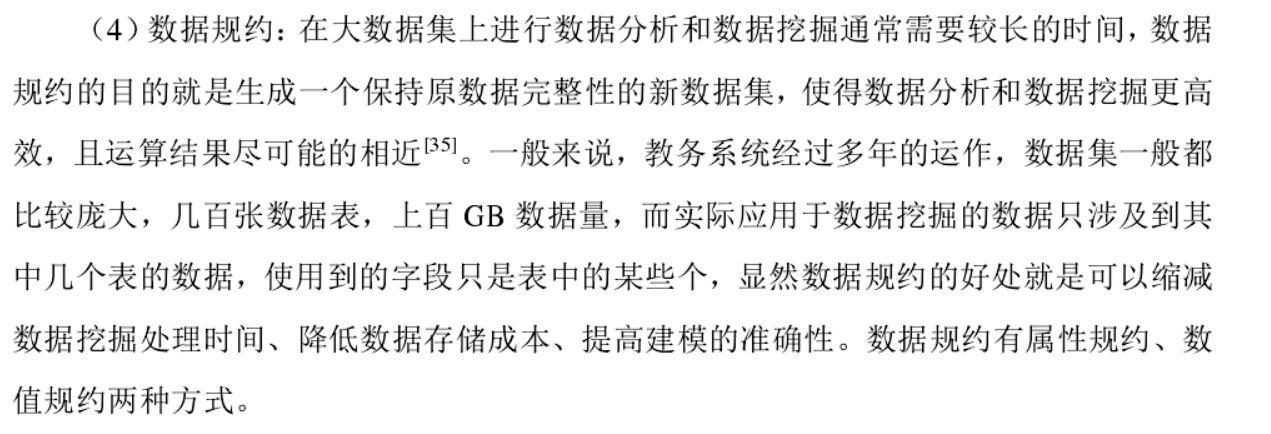 （4）数据规约：在大数据集上进行数据分析和数据挖掘通常需要较长的时间，数据
规约的目的就是生成一个保持原数据完整性的新数据集，使得数据分析和数据挖掘更高
效，且运算结果尽可能的相近[35]。一般来说，教务系统经过多年的运作，数据集一般都
比较庞大，几百张数据表，上百 GB 数据量，而实际应用于数据挖掘的数据只涉及到其
中几个表的数据，使用到的字段只是表中的某些个，显然数据规约的好处就是可以缩减
数据挖掘处理时间、降低数据存储成本、提高建模的准确性。数据规约有属性规约、数
值规约两种方式。